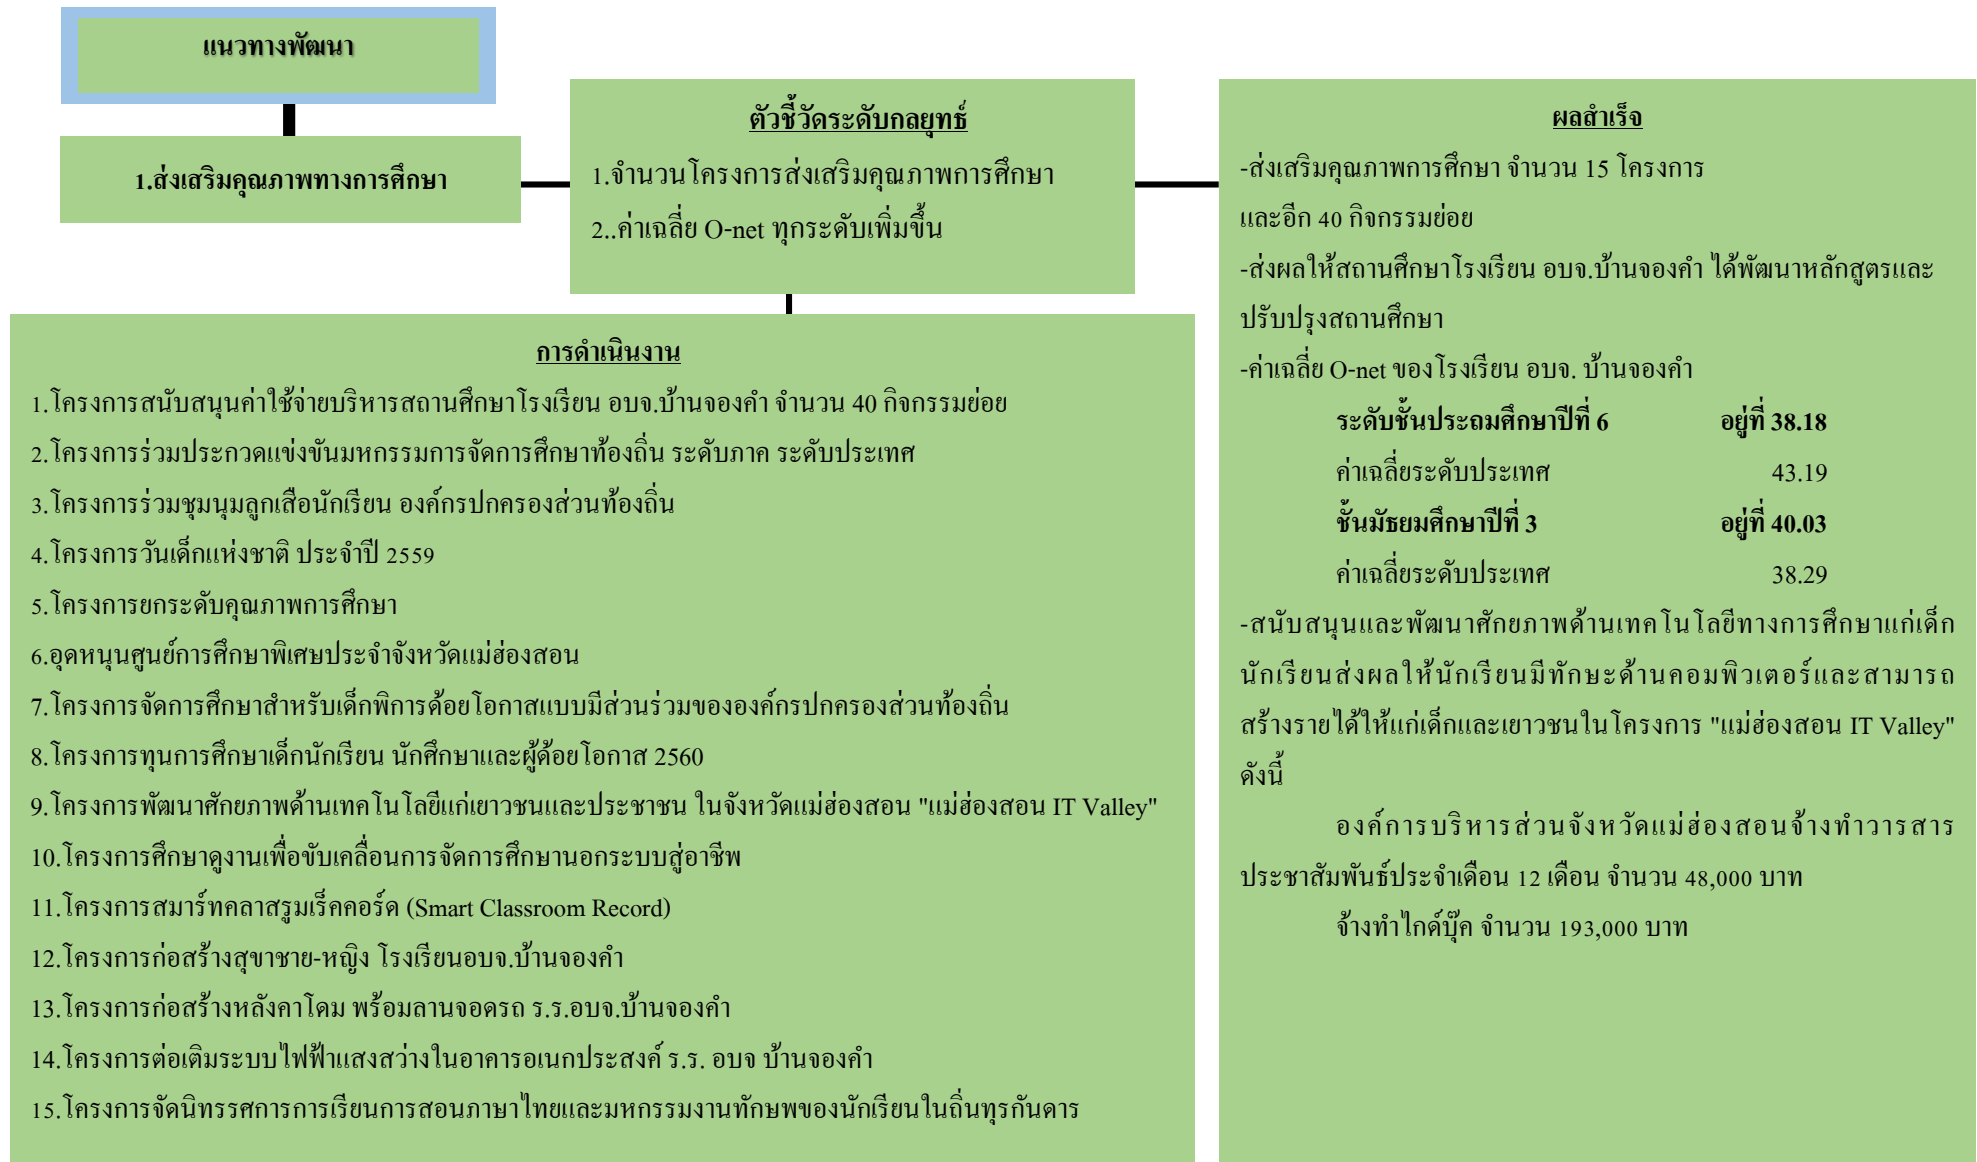 แนวทางพัฒนา
1.ส่งเสริมคุณภาพทางการศึกษา
ตัวชี้วัดระดับกลยุทธ์
1.จำนวนโครงการส่งเสริมคุณภาพการศึกษา
2..ค่าเฉลี่ย O-net ทุกระดับเพิ่มขึ้น
การดำเนินงาน
1.โครงการสนับสนุนค่าใช้จ่ายบริหารสถานศึกษาโรงเรียน อบจ.บ้านจองคำ จำนวน 40 กิจกรรมย่อย
2.โครงการร่วมประกวดแข่งขันมหกรรมการจัดการศึกษาท้องถิ่น ระดับภาค ระดับประเทศ
3.โครงการร่วมชุมนุมลูกเสือนักเรียน องค์กรปกครองส่วนท้องถิ่น
4.โครงการวันเด็กแห่งชาติ ประจำปี 2559
5.โครงการยกระดับคุณภาพการศึกษา
6.อุดหนุนศูนย์การศึกษาพิเศษประจำจังหวัดแม่ฮ่องสอน
7.โครงการจัดการศึกษาสำหรับเด็กพิการด้อยโอกาสแบบมีส่วนร่วมขององค์กรปกครองส่วนท้องถิ่น
8.โครงการทุนการศึกษาเด็กนักเรียน นักศึกษาและผู้ด้อยโอกาส 2560
9.โครงการพัฒนาศักยภาพด้านเทคโนโลยีแก่เยาวชนและประชาชน ในจังหวัดแม่ฮ่องสอน "แม่ฮ่องสอน IT Valley"
10.โครงการศึกษาดูงานเพื่อขับเคลื่อนการจัดการศึกษานอกระบบสู่อาชีพ
11.โครงการสมาร์ทคลาสรูมเร็คคอร์ด (Smart Classroom Record)
12.โครงการก่อสร้างสุขาชาย-หญิง โรงเรียนอบจ.บ้านจองคำ
13.โครงการก่อสร้างหลังคาโดม พร้อมลานจอดรถ ร.ร.อบจ.บ้านจองคำ
14.โครงการต่อเติมระบบไฟฟ้าแสงสว่างในอาคารอเนกประสงค์ ร.ร. อบจ บ้านจองคำ
15.โครงการจัดนิทรรศการการเรียนการสอนภาษาไทยและมหกรรมงานทักษพของนักเรียนในถิ่นทุรกันดาร
ผลสำเร็จ
-ส่งเสริมคุณภาพการศึกษา จำนวน 15 โครงการ
และอีก 40 กิจกรรมย่อย
-ส่งผลให้สถานศึกษาโรงเรียน อบจ.บ้านจองคำ ได้พัฒนาหลักสูตรและ
ปรับปรุงสถานศึกษา
-ค่าเฉลี่ย O-net ของโรงเรียน อบจ. บ้านจองคำ
ระดับชั้นประถมศึกษาปีที่ 6 อยู่ที่ 38.18
ค่าเฉลี่ยระดับประเทศ 43.19
ชั้นมัธยมศึกษาปีที่ 3 อยู่ที่ 40.03
ค่าเฉลี่ยระดับประเทศ 38.29
-สนับสนุนและพัฒนาศักยภาพด้านเทคโนโลยีทางการศึกษาแก่เด็ก
นักเรียนส่งผลให้นักเรียนมีทักษะด้านคอมพิวเตอร์และสามารถ
สร้างรายได้ให้แก่เด็กและเยาวชนในโครงการ "แม่ฮ่องสอน IT Valley"
ดังนี้
องค์การบริหารส่วนจังหวัดแม่ฮ่องสอนจ้างทำวารสาร
ประชาสัมพันธ์ประจำเดือน 12 เดือน จำนวน 48,000 บาท
จ้างทำไกด์บุ๊ค จำนวน 193,000 บาท